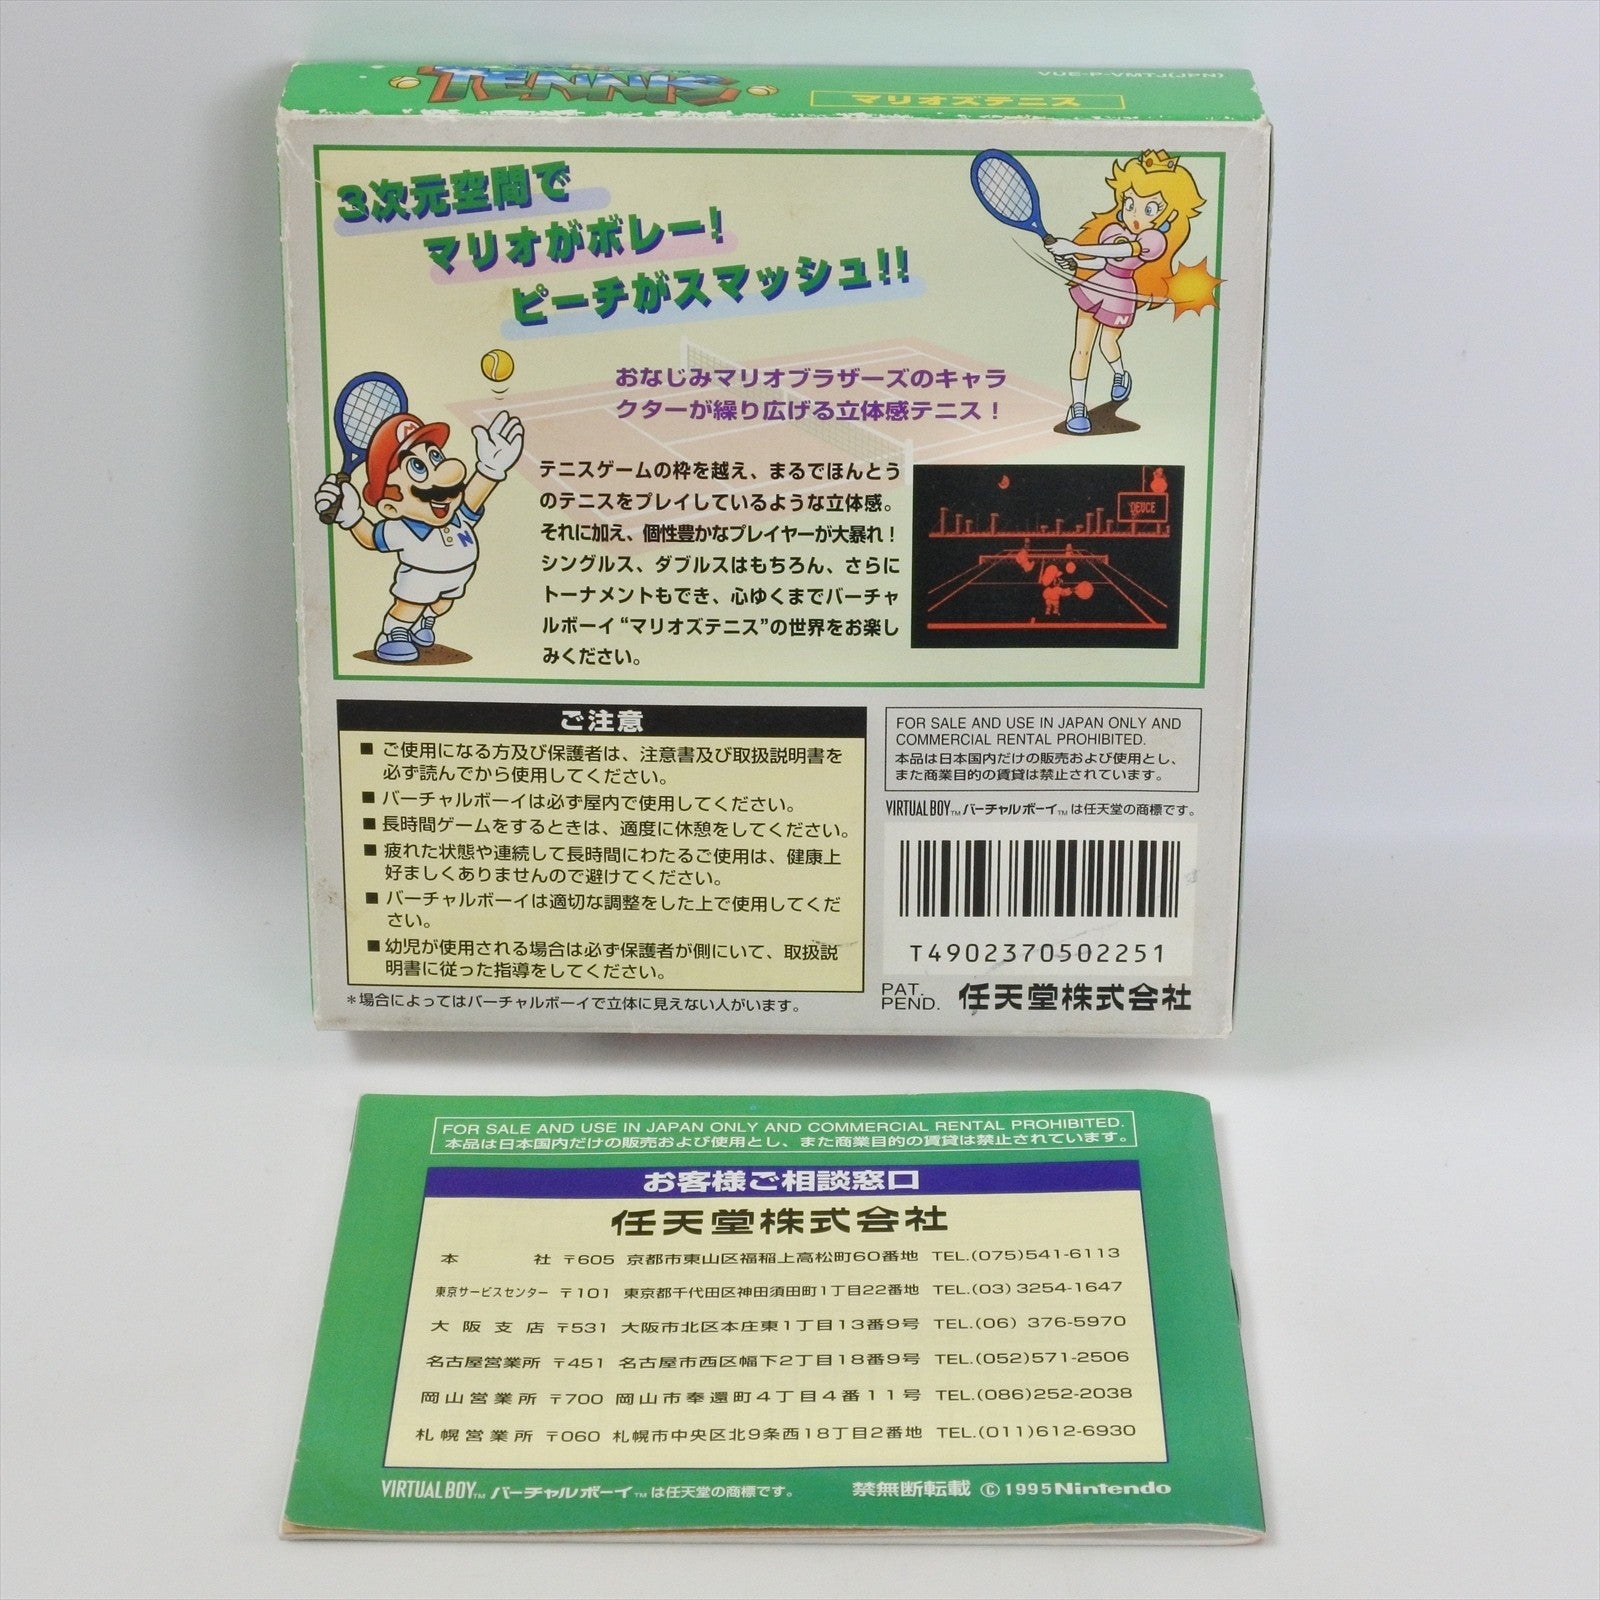 TENNIS
マリオズテニス
VUE-P-VMTJ(JPN)
3次元空間で
マリオがボレー!
ピーチがスマッシュ!!
おなじみマリオブラザーズのキャラ
クターが繰り広げる立体感テニス!
テニスゲームの枠を越え、まるでほんとう
のテニスをプレイしているような立体感。
それに加え、個性豊かなプレイヤーが大暴れ!
シングルス、ダブルスはもちろん、さらに
トーナメントもでき、心ゆくまでバーチャ
ルボーイ“マリオズテニス”の世界をお楽し
みください。
DEUCE
M
N
N
ご注意
■ ご使用になる方及び保護者は、注意書及び取扱説明書を
必ず読んでから使用してください。
■ バーチャルボーイは必ず屋内で使用してください。
■ 長時間ゲームをするときは、適度に休憩をしてください。
■ 疲れた状態や連続して長時間にわたるご使用は、健康上
好ましくありませんので避けてください。
■ バーチャルボーイは適切な調整をした上で使用してくだ
さい。
■ 幼児が使用される場合は必ず保護者が側にいて、取扱説
明書に従った指導をしてください。
*場合によってはバーチャルボーイで立体に見えない人がいます。
FOR SALE AND USE IN JAPAN ONLY AND
COMMERCIAL RENTAL PROHIBITED.
本品は日本国内だけの販売および使用とし、
また商業目的の賃貸は禁止されています。
VIRTUAL BOY™ バーチャルボーイ™ は任天堂の商標です。
T4902370502251
PAT.
PEND. 任天堂株式会社
FOR SALE AND USE IN JAPAN ONLY AND COMMERCIAL RENTAL PROHIBITED.
本品は日本国内だけの販売および使用とし、また商業目的の賃貸は禁止されています。
お客様ご相談窓口
任天堂株式会社
本社 〒605 京都市東山区福稲上高松町60番地 TEL.(075)541-6113
東京サービスセンター 〒101 東京都千代田区神田須田町1丁目22番地 TEL.(03)3254-1647
大阪支店 〒531 大阪市北区本庄東1丁目13番9号 TEL.(06)376-5970
名古屋営業所 〒451 名古屋市西区幅下2丁目18番9号 TEL.(052)571-2506
岡山営業所 〒700 岡山市奉還町4丁目4番11号 TEL.(086)252-2038
札幌営業所 〒060 札幌市中央区北9条西18丁目2番地 TEL.(011)612-6930
VIRTUAL BOY™ バーチャルボーイ™ は任天堂の商標です。 禁無断転載 ©1995Nintendo